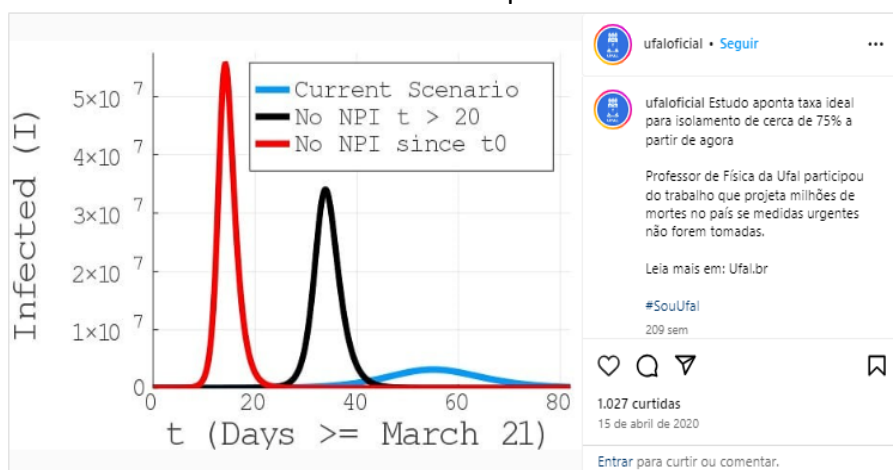 Infected (I)
5×10 7
4×10 7
3×10 7
2×10 7
1×10 7
0
0 20 40 60 80
t (Days >= March 21)
Current Scenario
No NPI t > 20
No NPI since t0
ufaloficial • Seguir
ufaloficial Estudo aponta taxa ideal
para isolamento de cerca de 75% a
partir de agora
Professor de Física da Ufal participou
do trabalho que projeta milhões de
mortes no país se medidas urgentes
não forem tomadas.
Leia mais em: Ufal.br
#SouUfal
209 sem
1.027 curtidas
15 de abril de 2020
Entrar para curtir ou comentar.